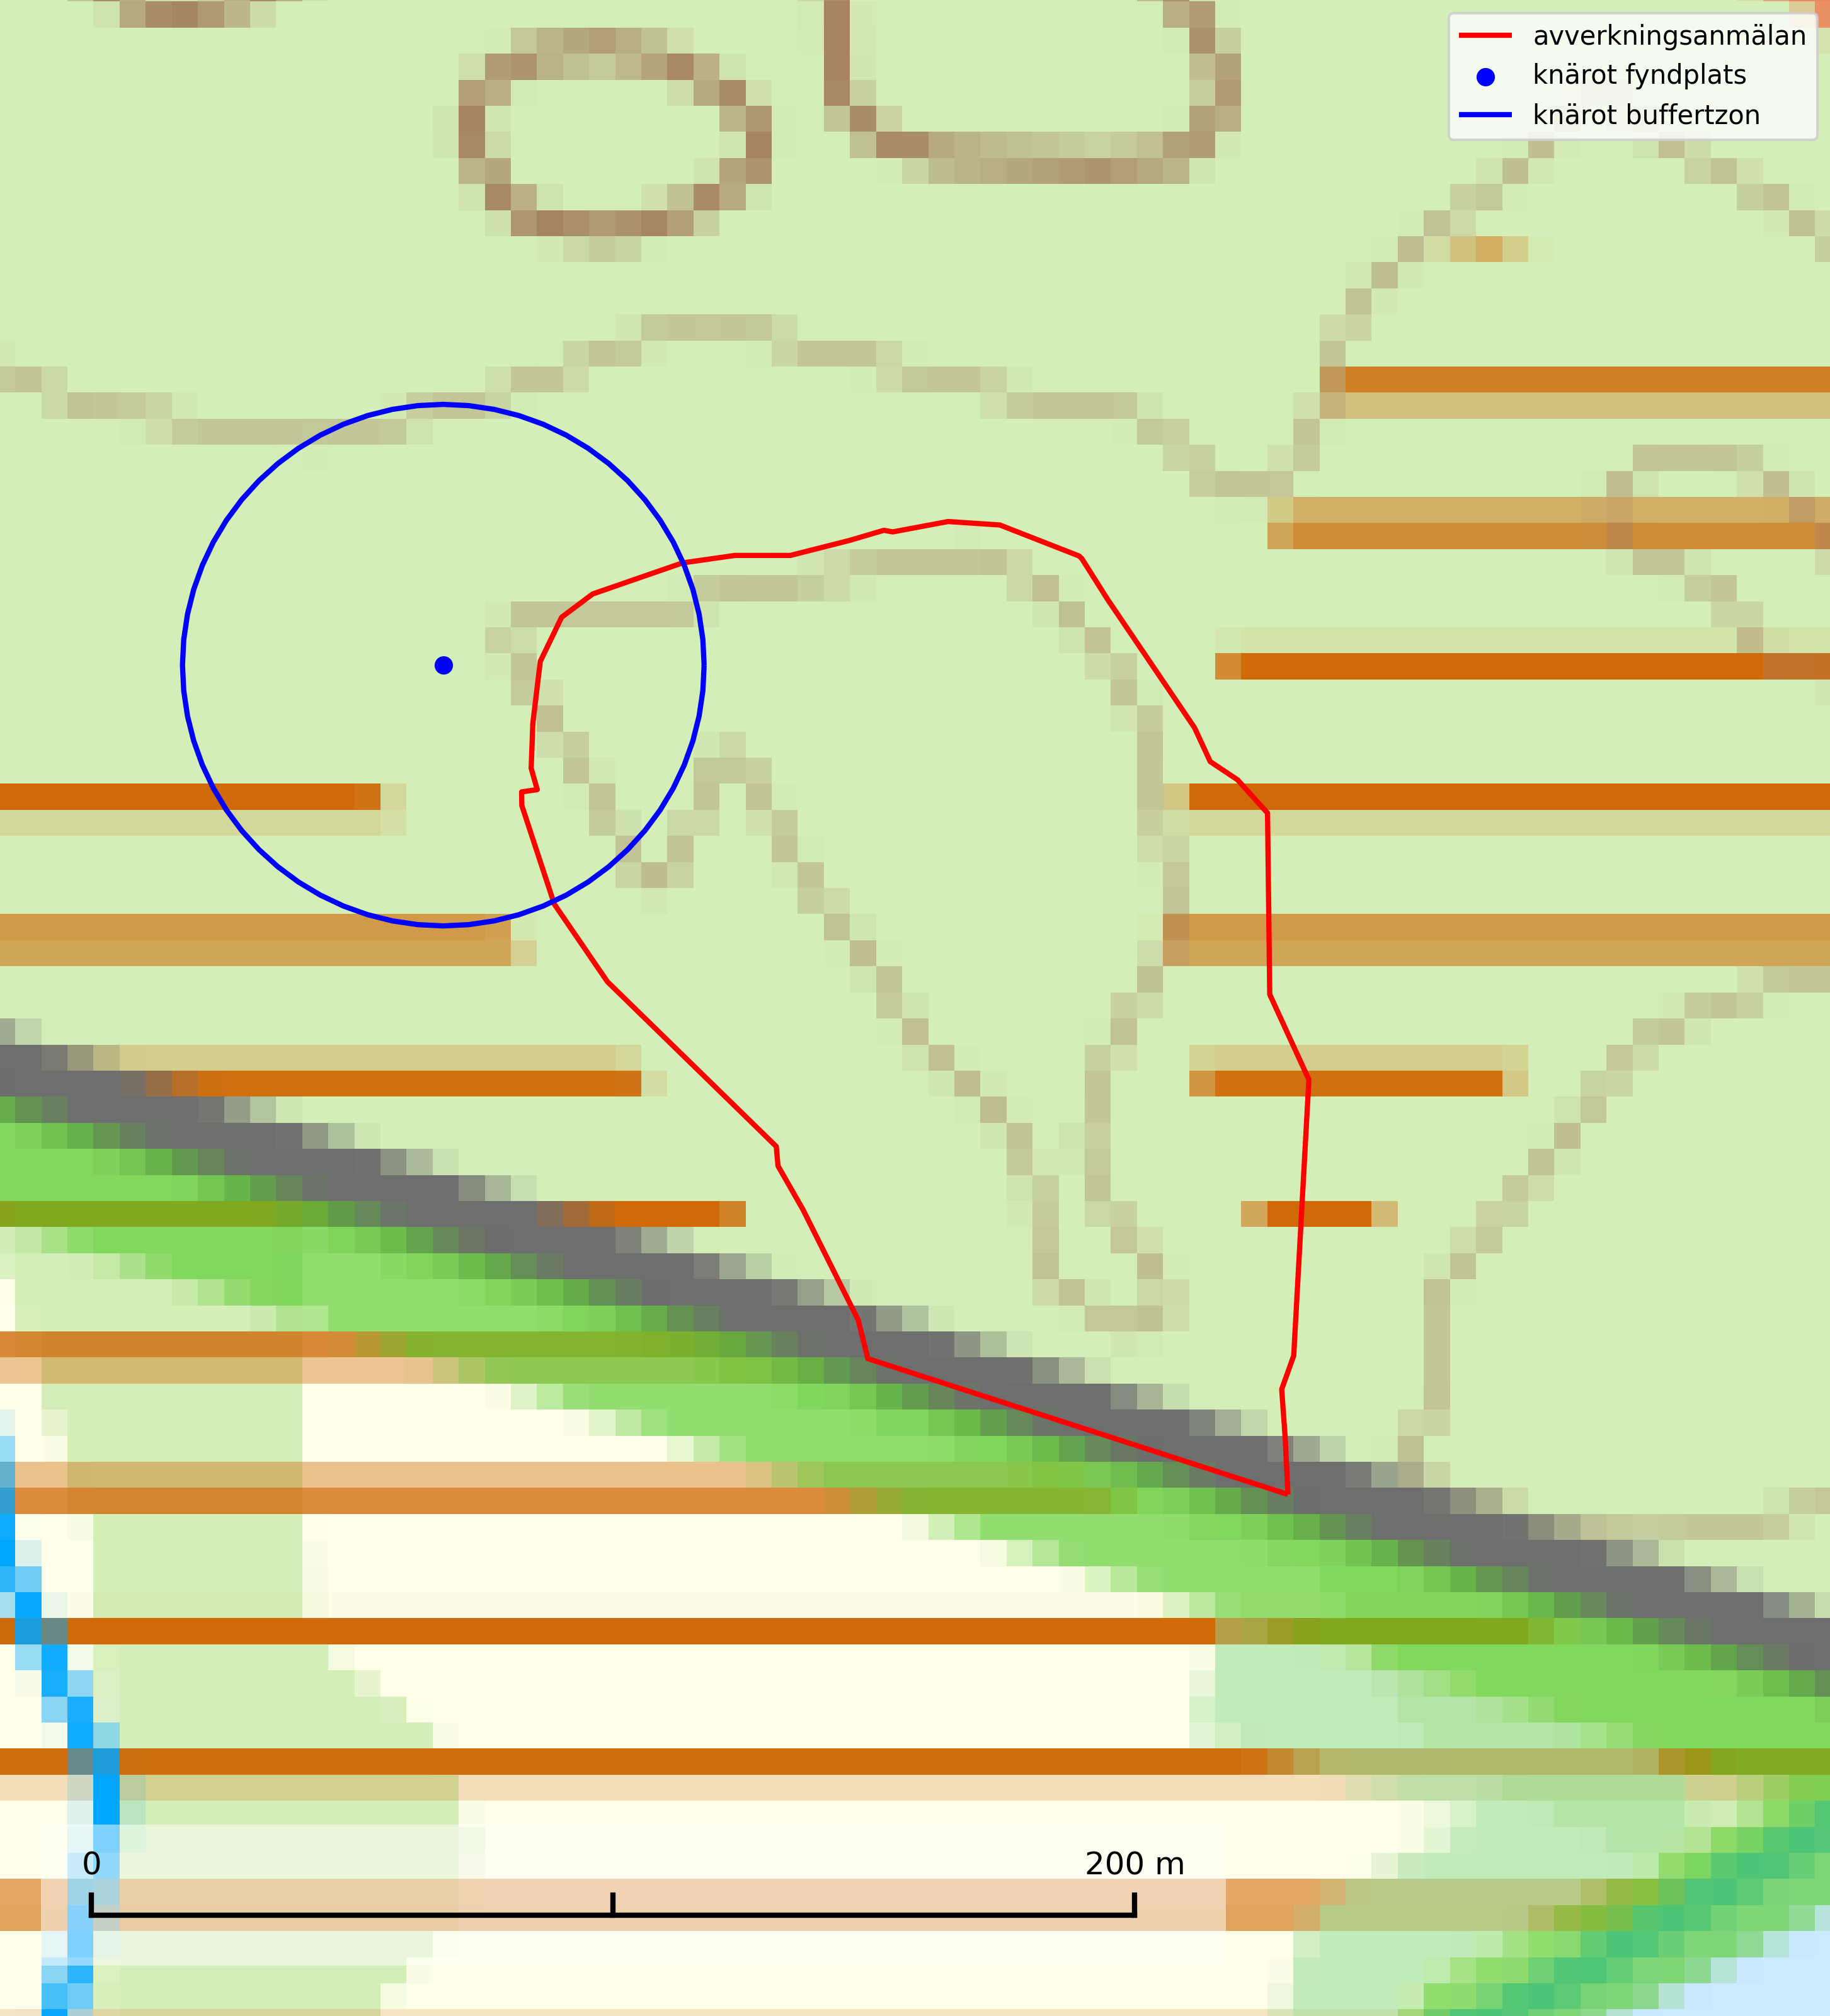 avverkningsanmälan
knärot fyndplats
knärot buffertzon
0
200 m